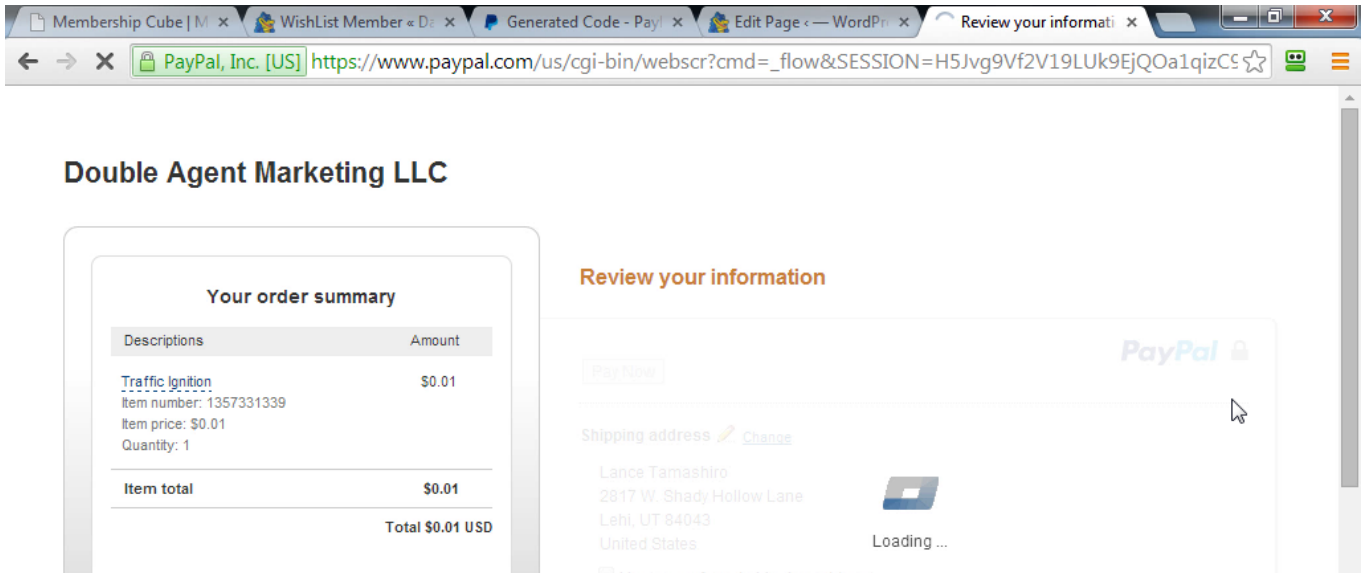 Membership Cube | M
WishList Member « Da
Generated Code - Payl
Edit Page ‹ — WordPr
Review your informati
PayPal, Inc. [US] https://www.paypal.com/us/cgi-bin/webscr?cmd=_flow&SESSION=H5Jvg9Vf2V19LUk9EjQOa1qizC9
Double Agent Marketing LLC
Your order summary
Descriptions Amount
Traffic Ignition $0.01
Item number: 1357331339
Item price: $0.01
Quantity: 1
Item total $0.01
Total $0.01 USD
Review your information
PayPal
Pay Now
Shipping address Change
Lance Tamashiro
2817 W. Shady Hollow Lane
Lehi, UT 84043
United States
Loading ...